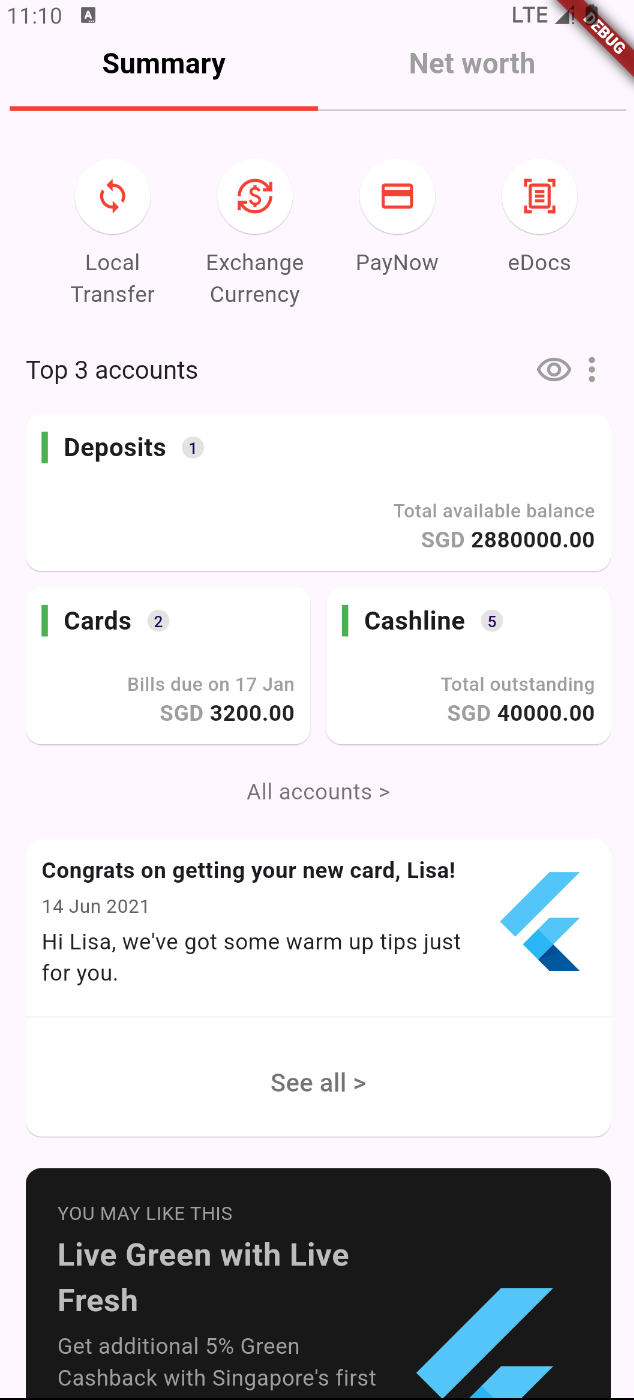 11:10 A LTE
DEBUG
Summary Net worth
Local Transfer
Exchange Currency
PayNow
eDocs
Top 3 accounts
Deposits 1
Total available balance
SGD 2880000.00
Cards 2
Bills due on 17 Jan
SGD 3200.00
Cashline 5
Total outstanding
SGD 40000.00
All accounts >
Congrats on getting your new card, Lisa!
14 Jun 2021
Hi Lisa, we've got some warm up tips just
for you.
See all >
YOU MAY LIKE THIS
Live Green with Live
Fresh
Get additional 5% Green
Cashback with Singapore's first